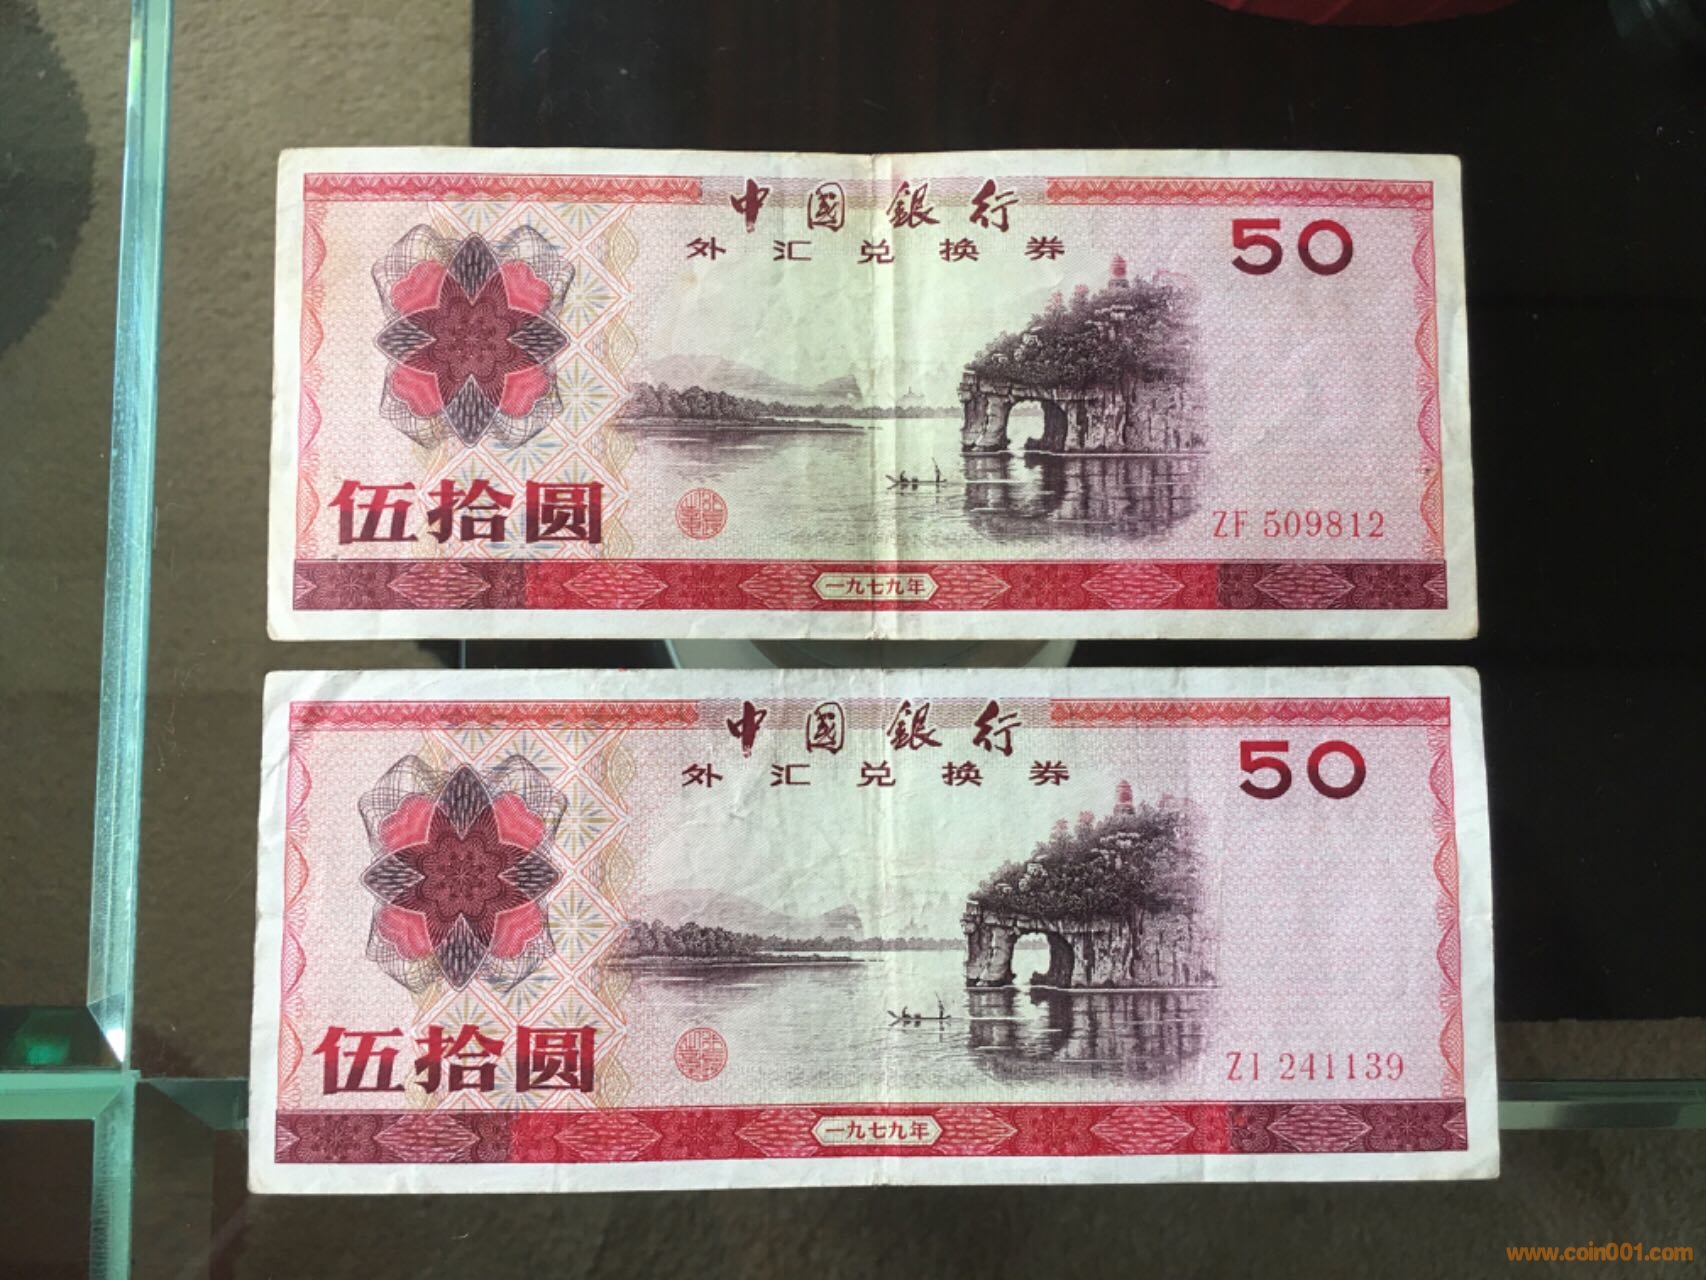 中國銀行
外汇兑换券
50
伍拾圆
ZF 509812
一九七九年
中國銀行
外汇兑换券
50
伍拾圆
ZI 241139
一九七九年
www.coin001.com